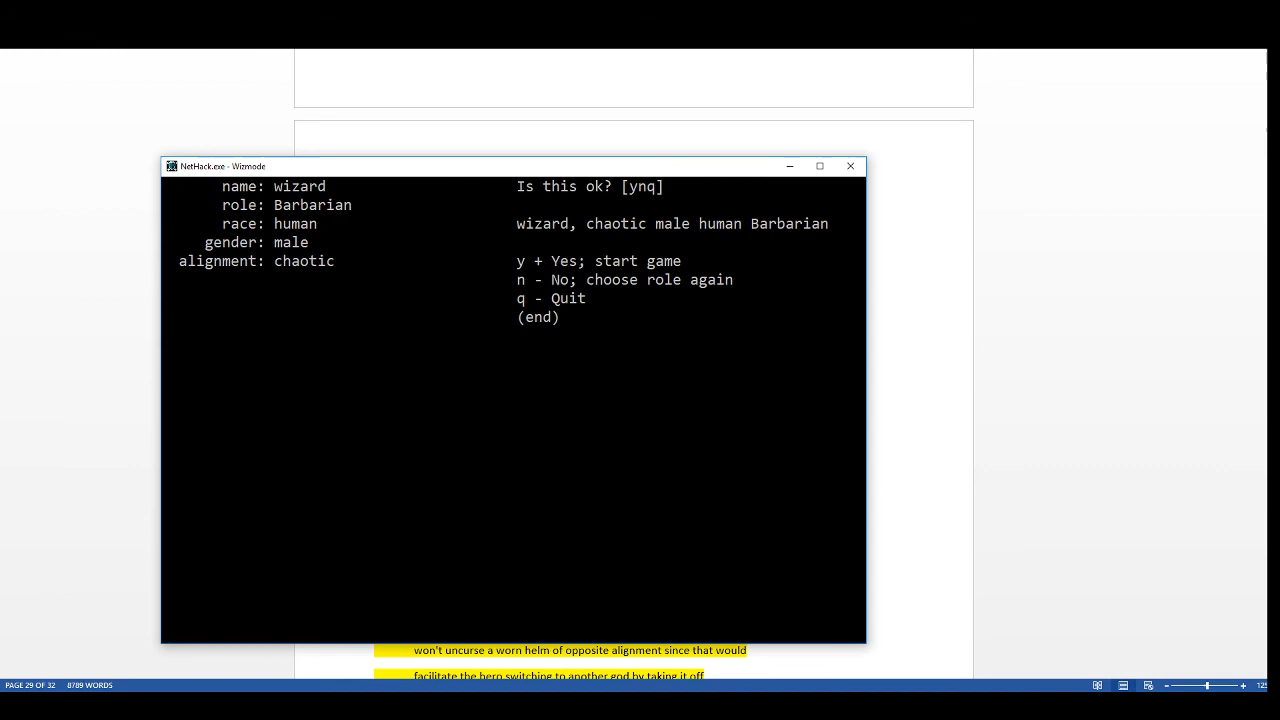 NetHack.exe - Wizmode
name: wizard
role: Barbarian
race: human
gender: male
alignment: chaotic
Is this ok? [ynq]
wizard, chaotic male human Barbarian
y + Yes; start game
n - No; choose role again
q - Quit
(end)
won't uncurse a worn helm of opposite alignment since that would
facilitate the hero switching to another god by taking it off
PAGE 29 OF 32 8789 WORDS